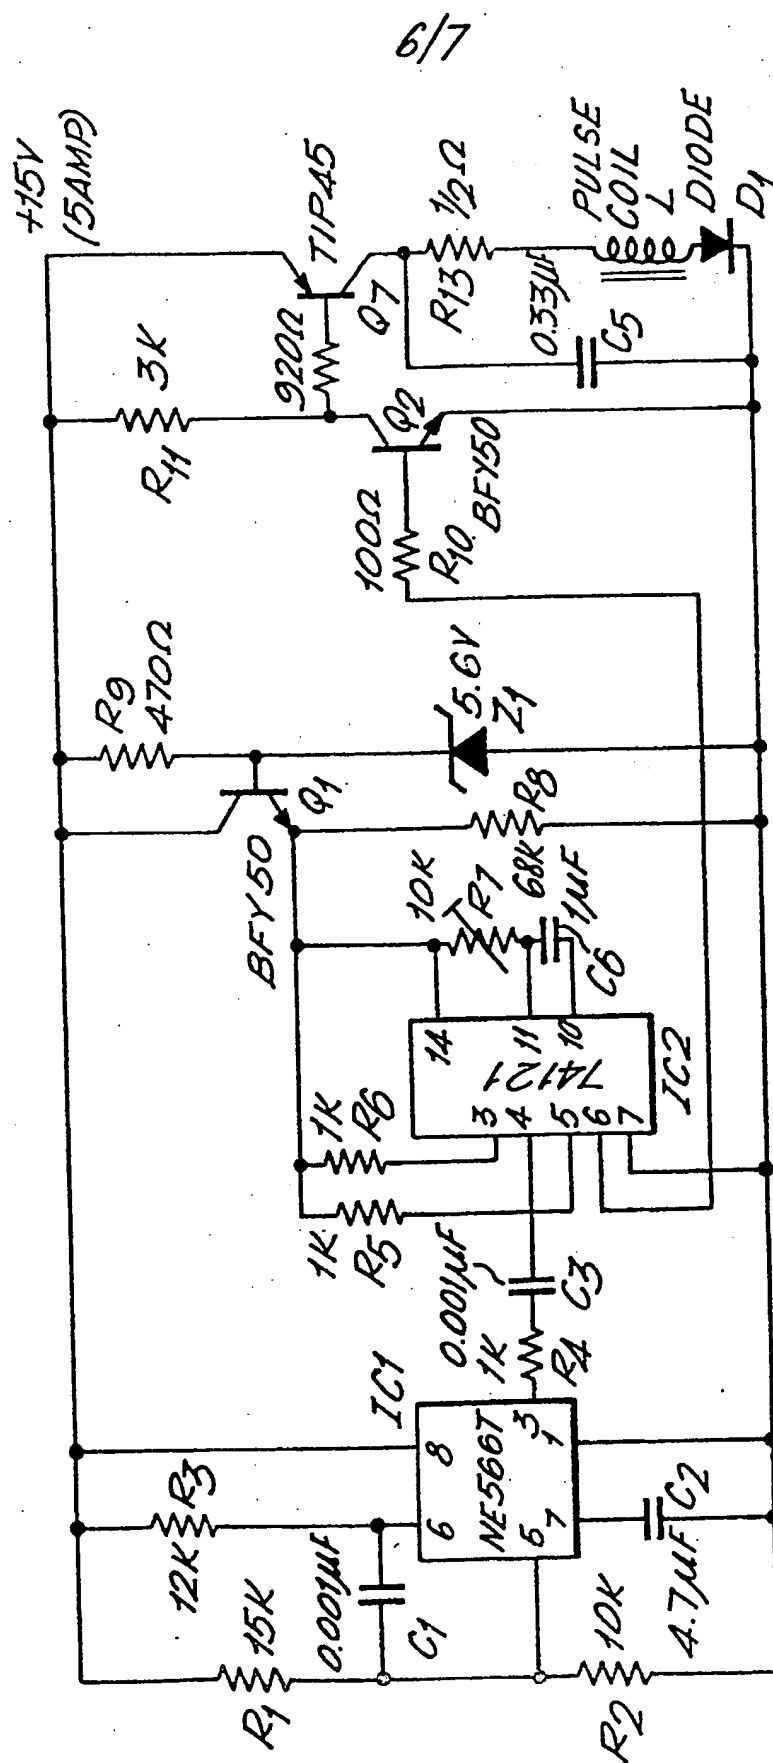 6/7
+15V
(5AMP)
R1
15K
R2
10K
R3
12K
0.001µF
C1
IC1
NE566T
8
6
5
7
3
1
C2
4.7µF
1K
R4
0.001µF
C3
1K
R5
1K
R6
14
11
10
3
4
5
6
7
74121
IC2
10K
R7
1µF
C6
BFY50
Q1
R9
470Ω
5.6V
Z1
68K
R8
3K
R11
100Ω
R10
Q2
BFY50
920Ω
TIP45
Q7
½Ω
R13
0.33µF
C5
PULSE
COIL
L
DIODE
D1